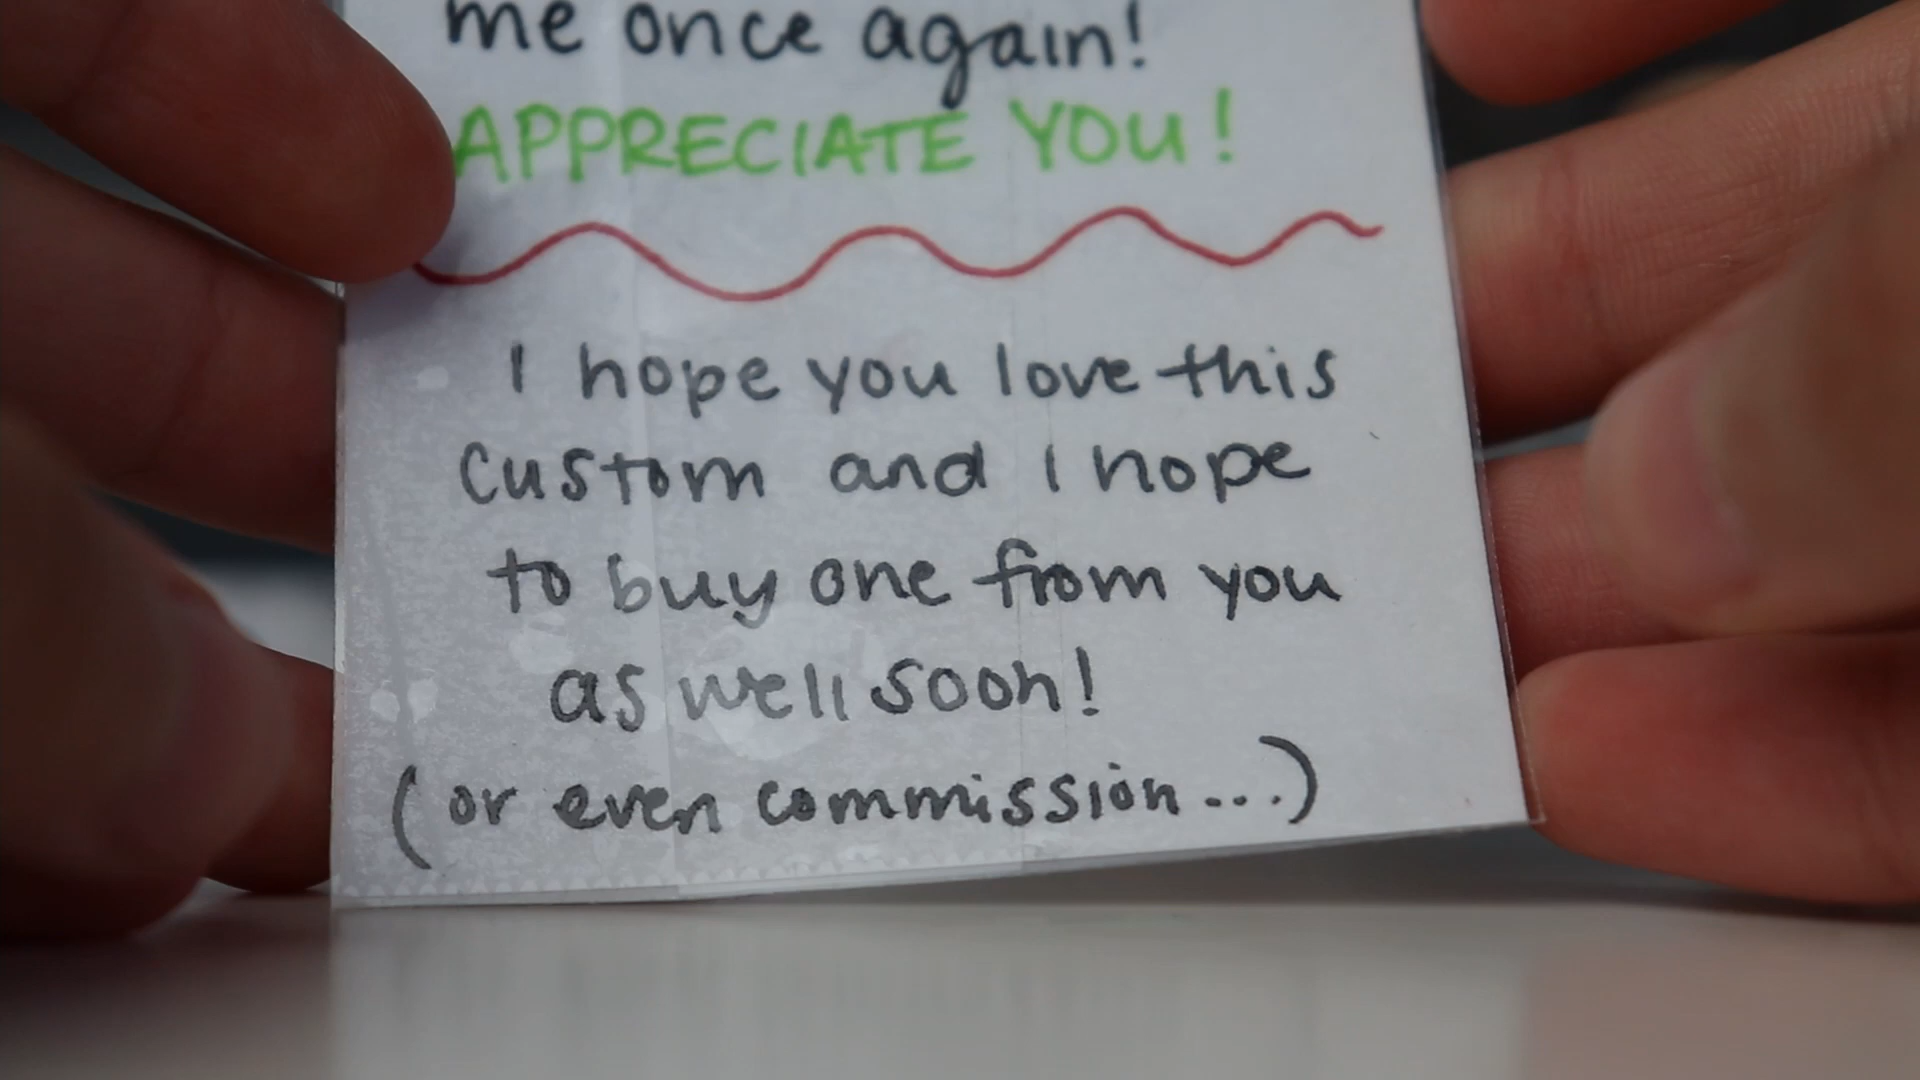 me once again!
APPRECIATE YOU!
I hope you love this
custom and I hope
to buy one from you
as well soon!
(or even commission...)